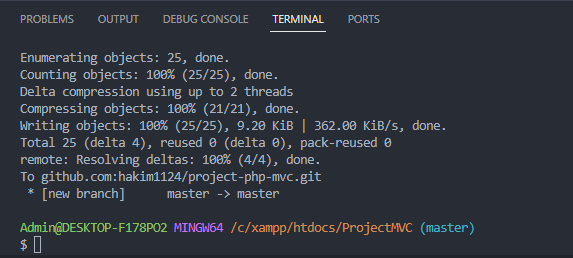 PROBLEMS OUTPUT DEBUG CONSOLE TERMINAL PORTS
Enumerating objects: 25, done.
Counting objects: 100% (25/25), done.
Delta compression using up to 2 threads
Compressing objects: 100% (21/21), done.
Writing objects: 100% (25/25), 9.20 KiB | 362.00 KiB/s, done.
Total 25 (delta 4), reused 0 (delta 0), pack-reused 0
remote: Resolving deltas: 100% (4/4), done.
To github.com:hakim1124/project-php-mvc.git
 * [new branch]      master -> master
Admin@DESKTOP-F178PO2 MINGW64 /c/xampp/htdocs/ProjectMVC (master)
$